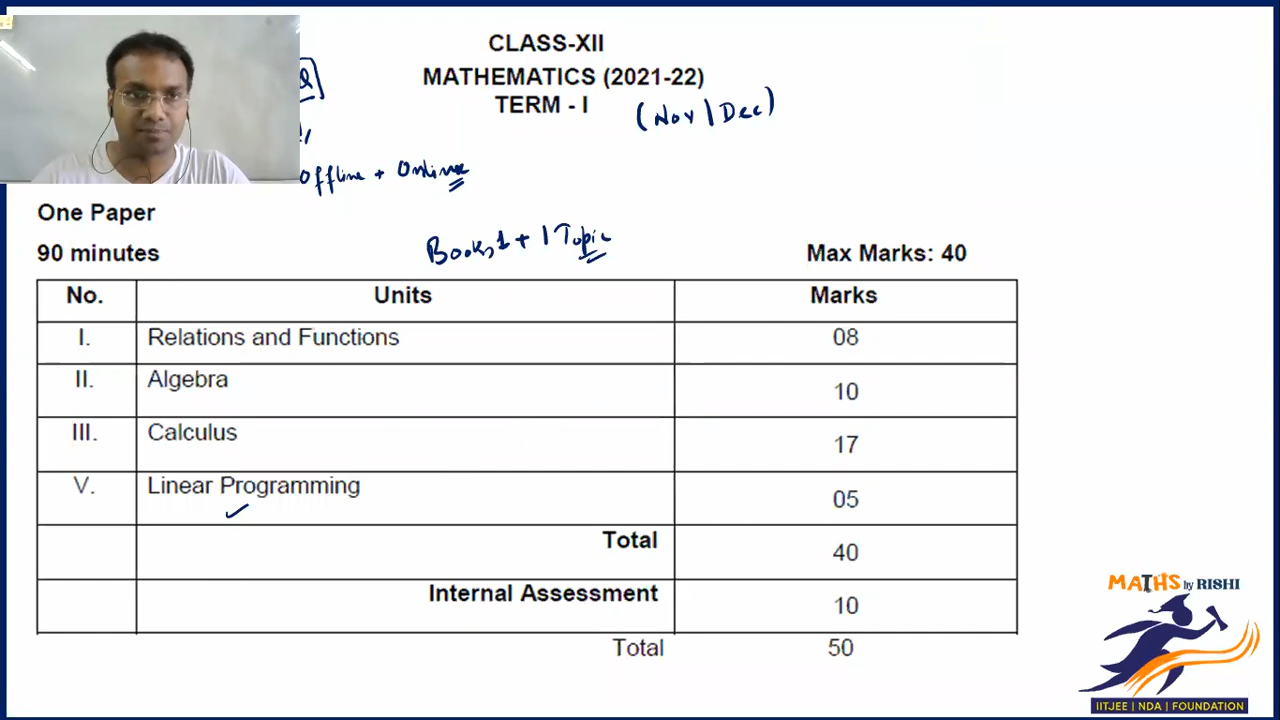 CLASS-XII
MATHEMATICS (2021-22)
TERM - I
(Nov/Dec)
offline + Online
One Paper
90 minutes
Books1 + 1 Topic
Max Marks: 40
No. Units Marks
I. Relations and Functions 08
II. Algebra 10
III. Calculus 17
V. Linear Programming 05
Total 40
Internal Assessment 10
Total 50
MATHS by RISHI
IITJEE | NDA | FOUNDATION